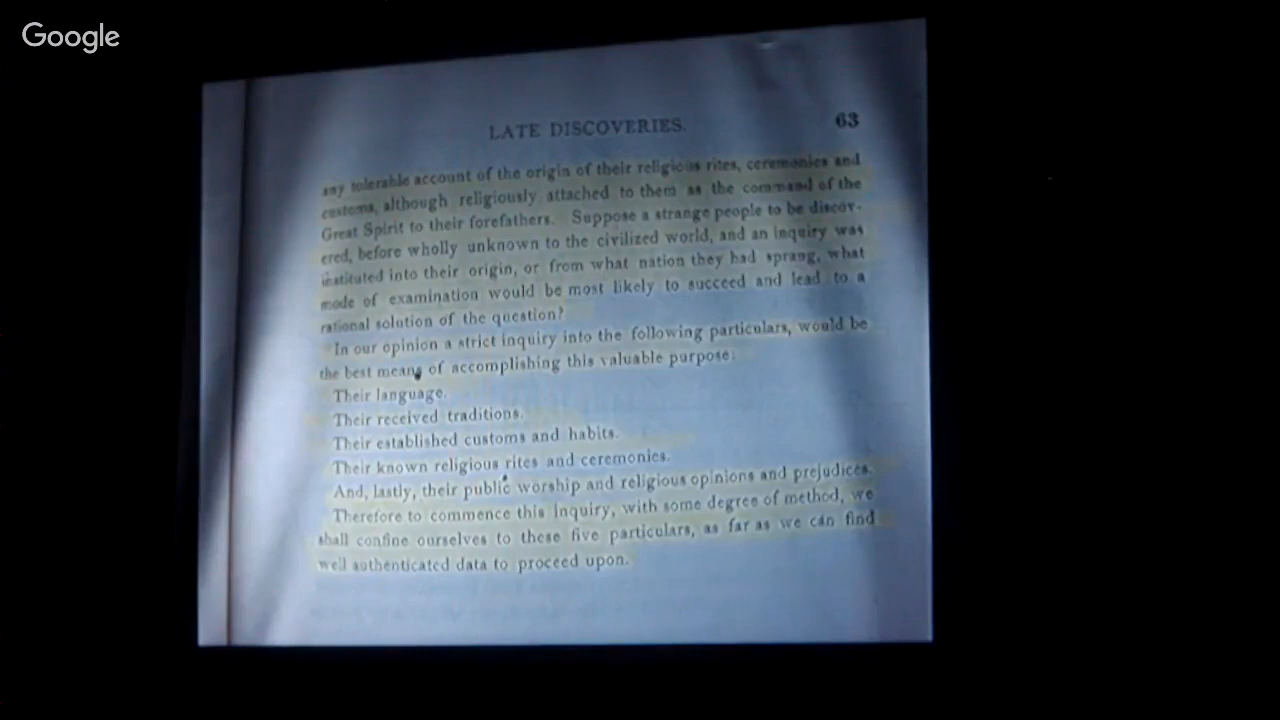 Google
LATE DISCOVERIES. 63
any tolerable account of the origin of their religious rites, ceremonies and
customs, although religiously attached to them as the command of the
Great Spirit to their forefathers. Suppose a strange people to be discov-
ered, before wholly unknown to the civilized world, and an inquiry was
instituted into their origin, or from what nation they had sprang, what
mode of examination would be most likely to succeed and lead to a
rational solution of the question?
In our opinion a strict inquiry into the following particulars, would be
the best means of accomplishing this valuable purpose:
Their language.
Their received traditions.
Their established customs and habits.
Their known religious rites and ceremonies.
And, lastly, their public worship and religious opinions and prejudices.
Therefore to commence this inquiry, with some degree of method, we
shall confine ourselves to these five particulars, as far as we can find
well authenticated data to proceed upon.